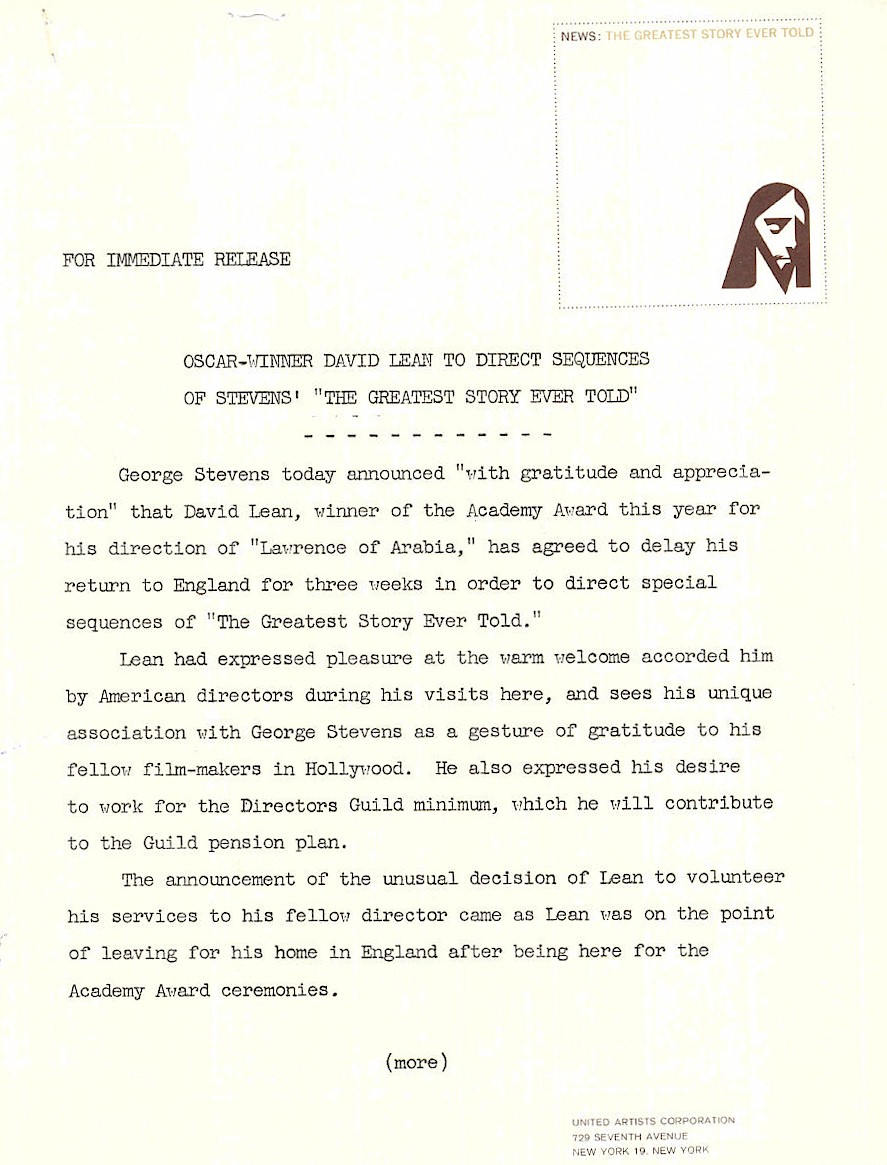 NEWS: THE GREATEST STORY EVER TOLD
FOR IMMEDIATE RELEASE
OSCAR-WINNER DAVID LEAN TO DIRECT SEQUENCES
OF STEVENS' "THE GREATEST STORY EVER TOLD"
- - - - - - - - - - - -
George Stevens today announced "with gratitude and apprecia-
tion" that David Lean, winner of the Academy Award this year for
his direction of "Lawrence of Arabia," has agreed to delay his
return to England for three weeks in order to direct special
sequences of "The Greatest Story Ever Told."
Lean had expressed pleasure at the warm welcome accorded him
by American directors during his visits here, and sees his unique
association with George Stevens as a gesture of gratitude to his
fellow film-makers in Hollywood.  He also expressed his desire
to work for the Directors Guild minimum, which he will contribute
to the Guild pension plan.
The announcement of the unusual decision of Lean to volunteer
his services to his fellow director came as Lean was on the point
of leaving for his home in England after being here for the
Academy Award ceremonies.
(more)
UNITED ARTISTS CORPORATION
729 SEVENTH AVENUE
NEW YORK 19, NEW YORK